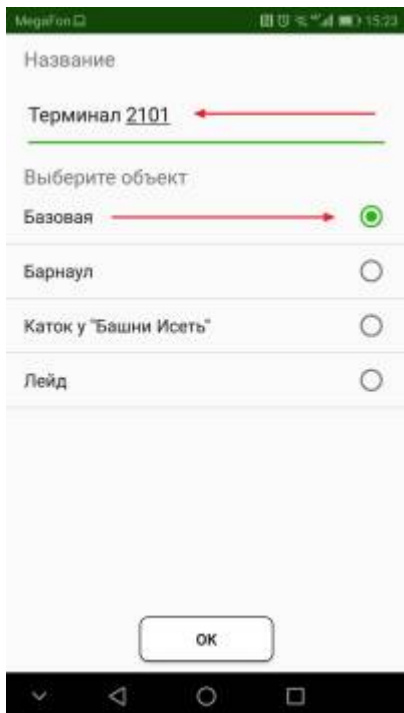 MegaFon 15:23
Название
Терминал 2101
Выберите объект
Базовая
Барнаул
Каток у "Башни Исеть"
Лейд
ОК